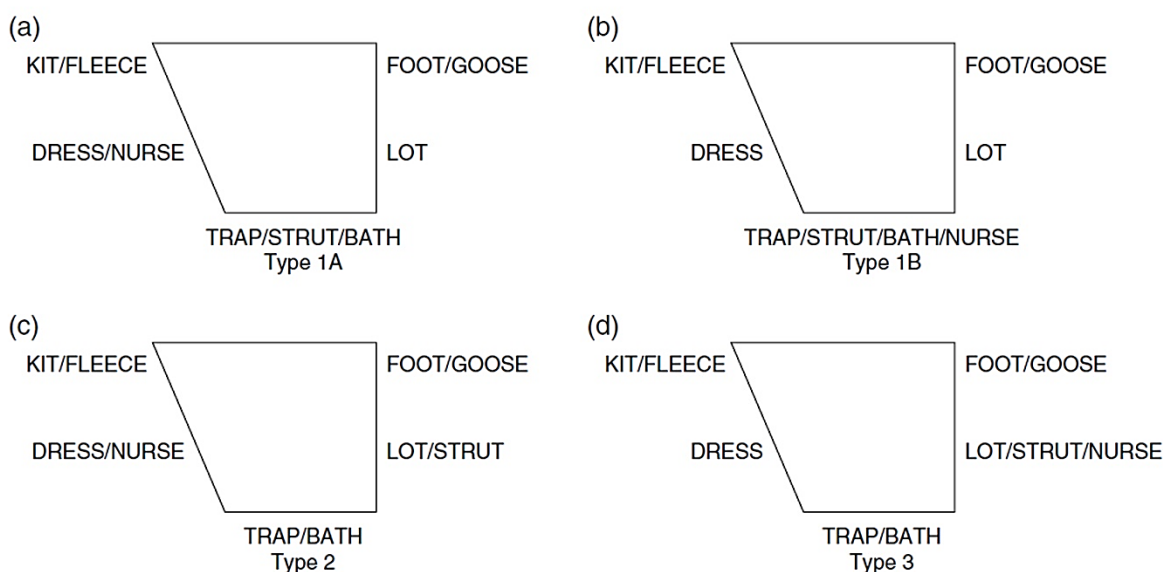 (a)
KIT/FLEECE FOOT/GOOSE
DRESS/NURSE LOT
TRAP/STRUT/BATH
Type 1A
(b)
KIT/FLEECE FOOT/GOOSE
DRESS LOT
TRAP/STRUT/BATH/NURSE
Type 1B
(c)
KIT/FLEECE FOOT/GOOSE
DRESS/NURSE LOT/STRUT
TRAP/BATH
Type 2
(d)
KIT/FLEECE FOOT/GOOSE
DRESS LOT/STRUT/NURSE
TRAP/BATH
Type 3